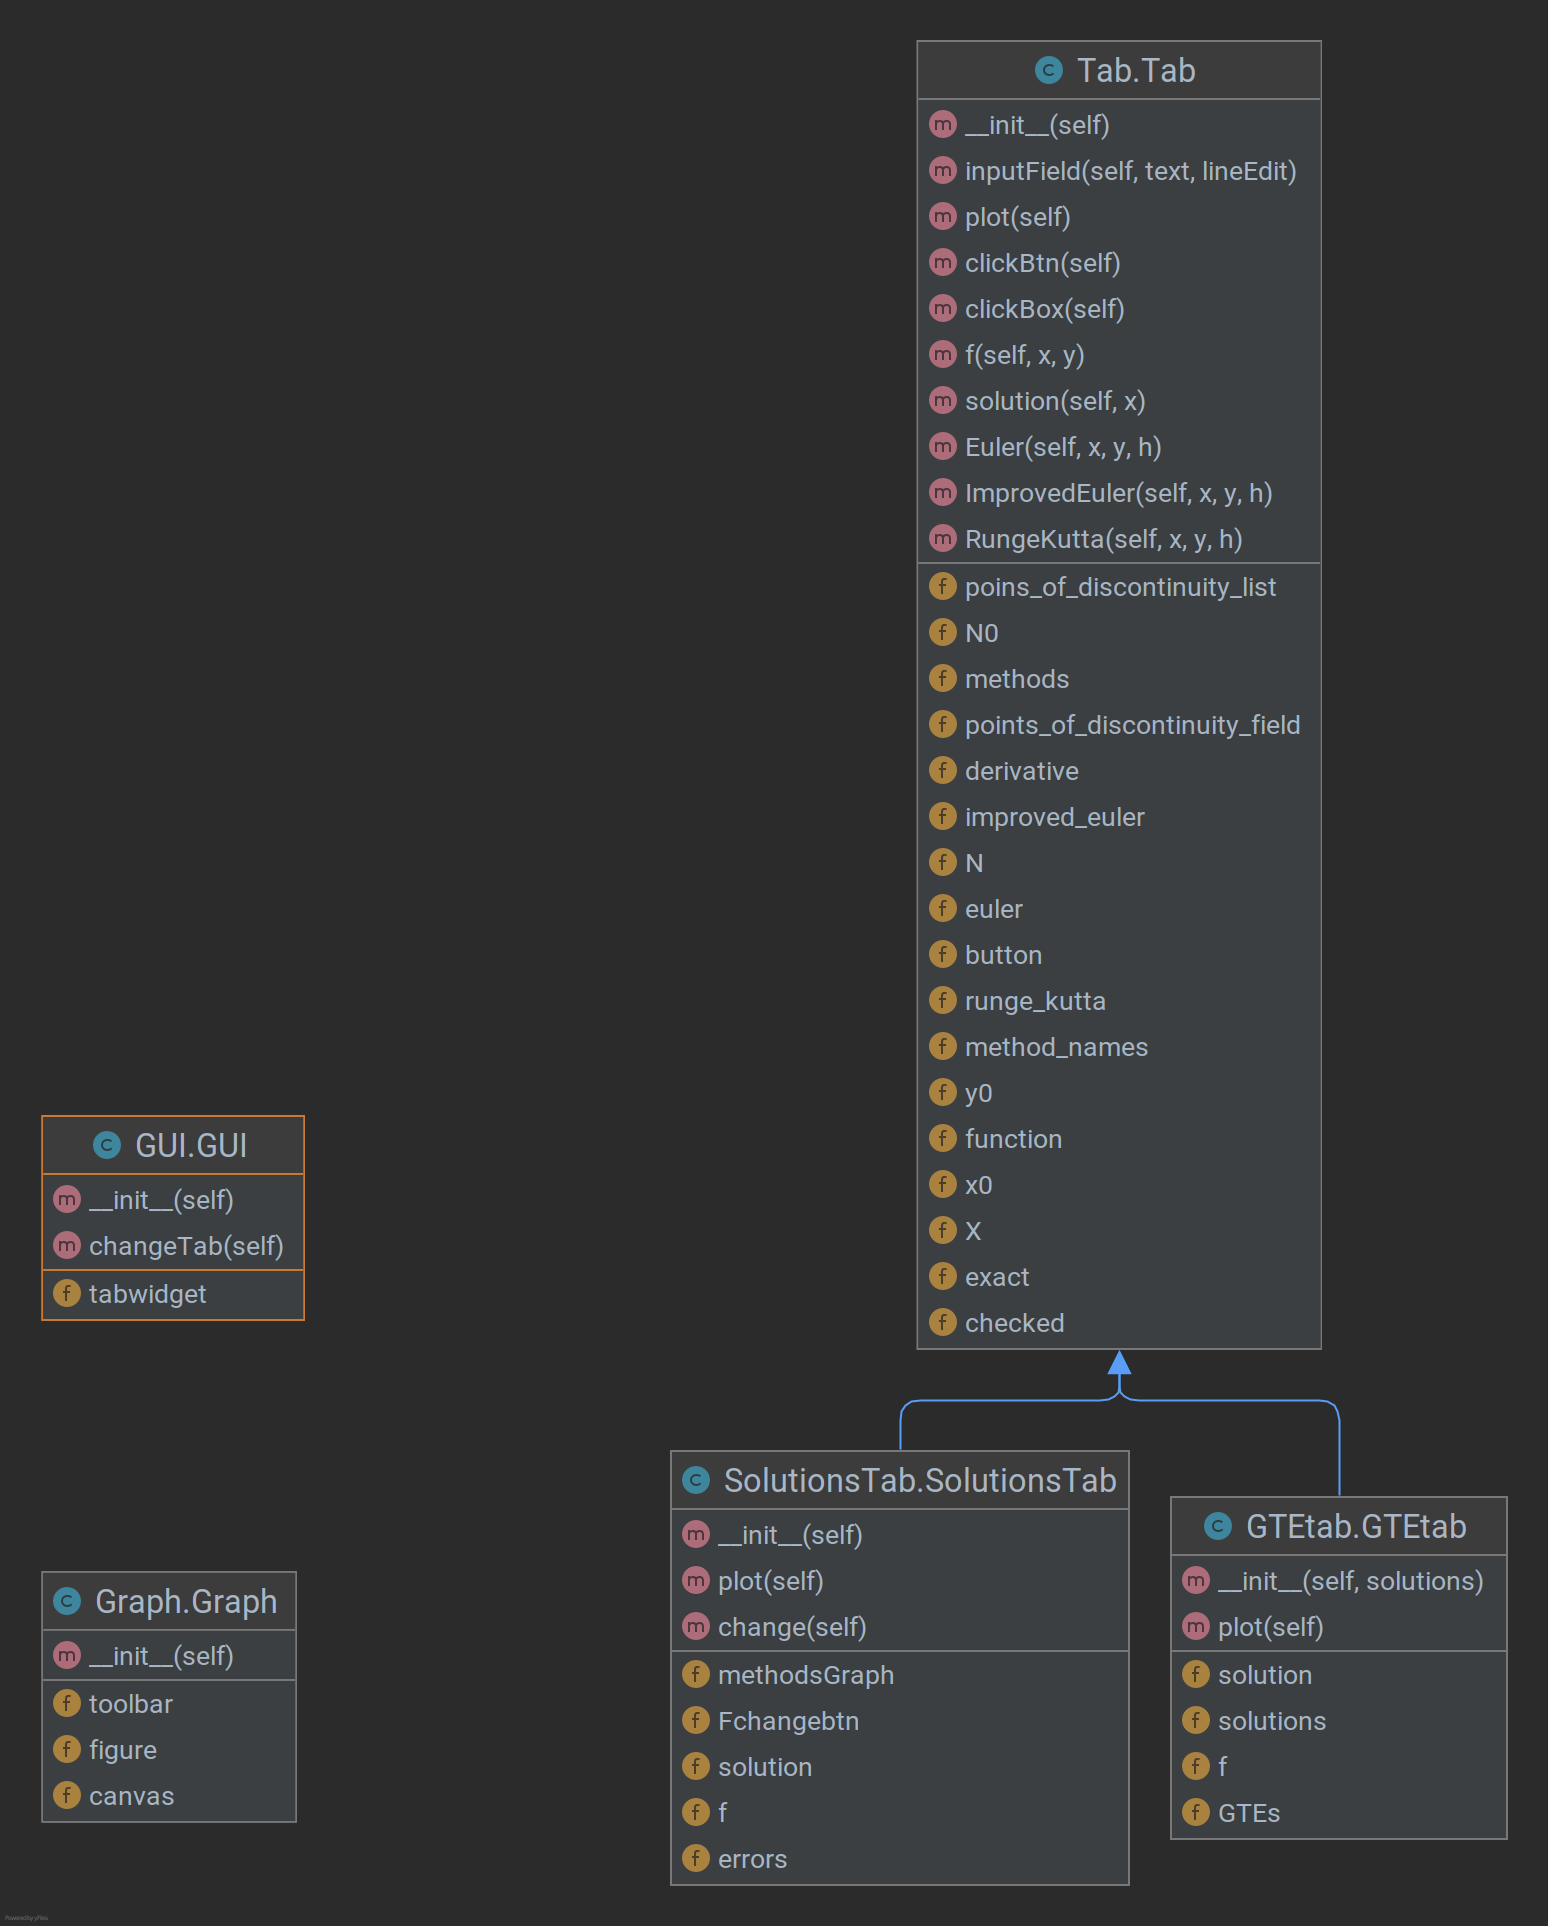 Tab.Tab
__init__(self)
inputField(self, text, lineEdit)
plot(self)
clickBtn(self)
clickBox(self)
f(self, x, y)
solution(self, x)
Euler(self, x, y, h)
ImprovedEuler(self, x, y, h)
RungeKutta(self, x, y, h)
poins_of_discontinuity_list
N0
methods
points_of_discontinuity_field
derivative
improved_euler
N
euler
button
runge_kutta
method_names
y0
function
x0
X
exact
checked
GUI.GUI
__init__(self)
changeTab(self)
tabwidget
SolutionsTab.SolutionsTab
__init__(self)
plot(self)
change(self)
methodsGraph
Fchangebtn
solution
f
errors
GTEtab.GTEtab
__init__(self, solutions)
plot(self)
solution
solutions
f
GTEs
Graph.Graph
__init__(self)
toolbar
figure
canvas
Powered by yFiles